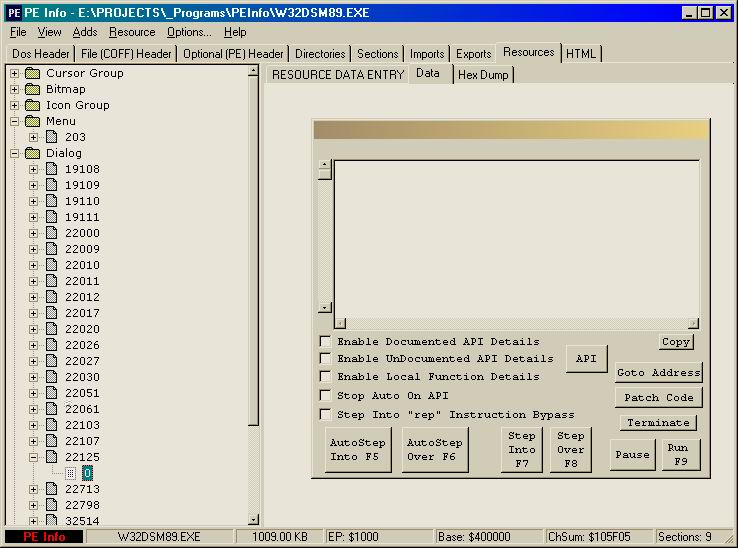 PE Info - E:\PROJECTS\_Programs\PEInfo\W32DSM89.EXE
File View Adds Resource Options... Help
Dos Header File (COFF) Header Optional (PE) Header Directories Sections Imports Exports Resources HTML
RESOURCE DATA ENTRY Data Hex Dump
Cursor Group
Bitmap
Icon Group
Menu
203
Dialog
19108
19109
19110
19111
22000
22009
22010
22011
22012
22017
22020
22026
22027
22030
22051
22061
22103
22107
22125
0
22713
22798
32514
Enable Documented API Details
Enable UnDocumented API Details
Enable Local Function Details
Stop Auto On API
Step Into "rep" Instruction Bypass
API
Copy
Goto Address
Patch Code
Terminate
AutoStep
Into F5
AutoStep
Over F6
Step
Into
F7
Step
Over
F8
Pause
Run
F9
PE Info W32DSM89.EXE 1009.00 KB EP: $1000 Base: $400000 ChSum: $105F05 Sections: 9